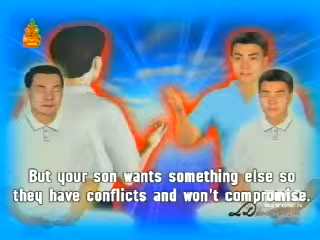 But your son wants something else so
they have conflicts and won't compromise.